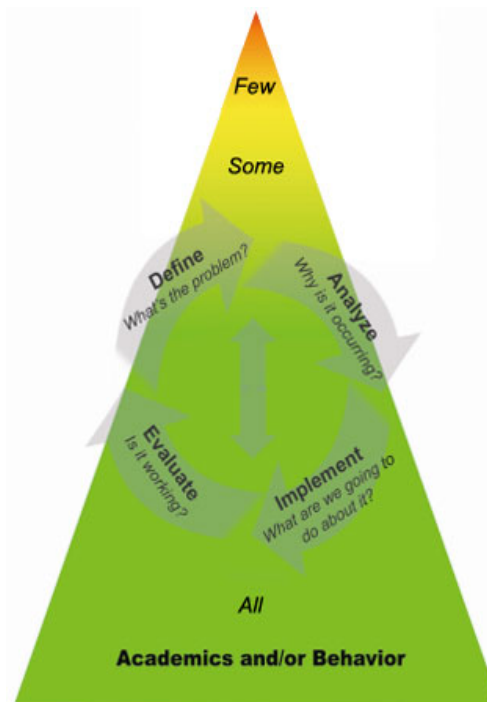 Few
Some
Define
What's the problem?
Analyze
Why is it occurring?
Implement
What are we going to
do about it?
Evaluate
Is it working?
All
Academics and/or Behavior